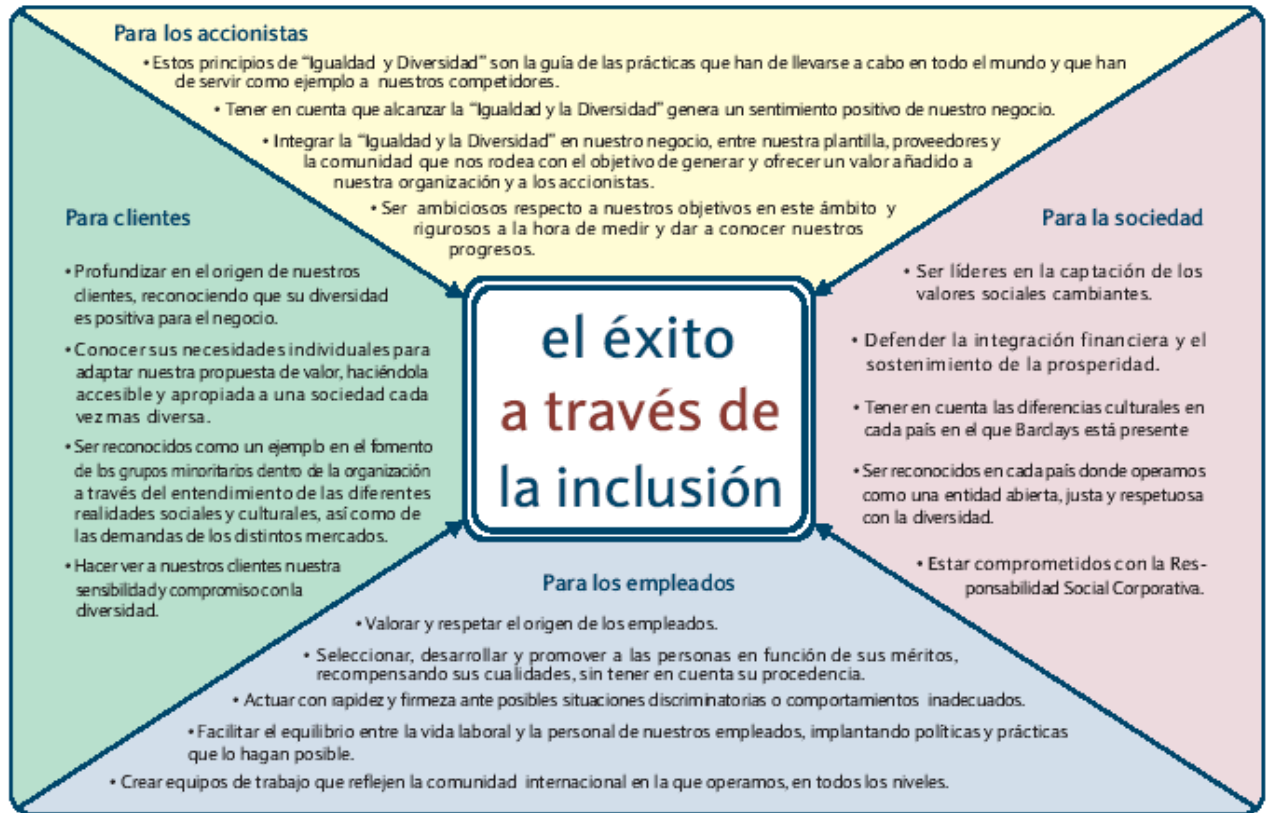 Para los accionistas
• Estos principios de “Igualdad y Diversidad” son la guía de las prácticas que han de llevarse a cabo en todo el mundo y que han
de servir como ejemplo a nuestros competidores.
• Tener en cuenta que alcanzar la “Igualdad y la Diversidad” genera un sentimiento positivo de nuestro negocio.
• Integrar la “Igualdad y la Diversidad” en nuestro negocio, entre nuestra plantilla, proveedores y
la comunidad que nos rodea con el objetivo de generar y ofrecer un valor añadido a
nuestra organización y a los accionistas.
• Ser ambiciosos respecto a nuestros objetivos en este ámbito y
rigurosos a la hora de medir y dar a conocer nuestros
progresos.
Para clientes
• Profundizar en el origen de nuestros
clientes, reconociendo que su diversidad
es positiva para el negocio.
• Conocer sus necesidades individuales para
adaptar nuestra propuesta de valor, haciéndola
accesible y apropiada a una sociedad cada
vez mas diversa.
• Ser reconocidos como un ejemplo en el fomento
de los grupos minoritarios dentro de la organización
a través del entendimiento de las diferentes
realidades sociales y culturales, así como de
las demandas de los distintos mercados.
• Hacer ver a nuestros clientes nuestra
sensibilidad y compromiso con la
diversidad.
el éxito
a través de
la inclusión
Para la sociedad
• Ser líderes en la captación de los
valores sociales cambiantes.
• Defender la integración financiera y el
sostenimiento de la prosperidad.
• Tener en cuenta las diferencias culturales en
cada país en el que Barclays está presente
• Ser reconocidos en cada país donde operamos
como una entidad abierta, justa y respetuosa
con la diversidad.
• Estar comprometidos con la Res-
ponsabilidad Social Corporativa.
Para los empleados
• Valorar y respetar el origen de los empleados.
• Seleccionar, desarrollar y promover a las personas en función de sus méritos,
recompensando sus cualidades, sin tener en cuenta su procedencia.
• Actuar con rapidez y firmeza ante posibles situaciones discriminatorias o comportamientos inadecuados.
• Facilitar el equilibrio entre la vida laboral y la personal de nuestros empleados, implantando políticas y prácticas
que lo hagan posible.
• Crear equipos de trabajo que reflejen la comunidad internacional en la que operamos, en todos los niveles.